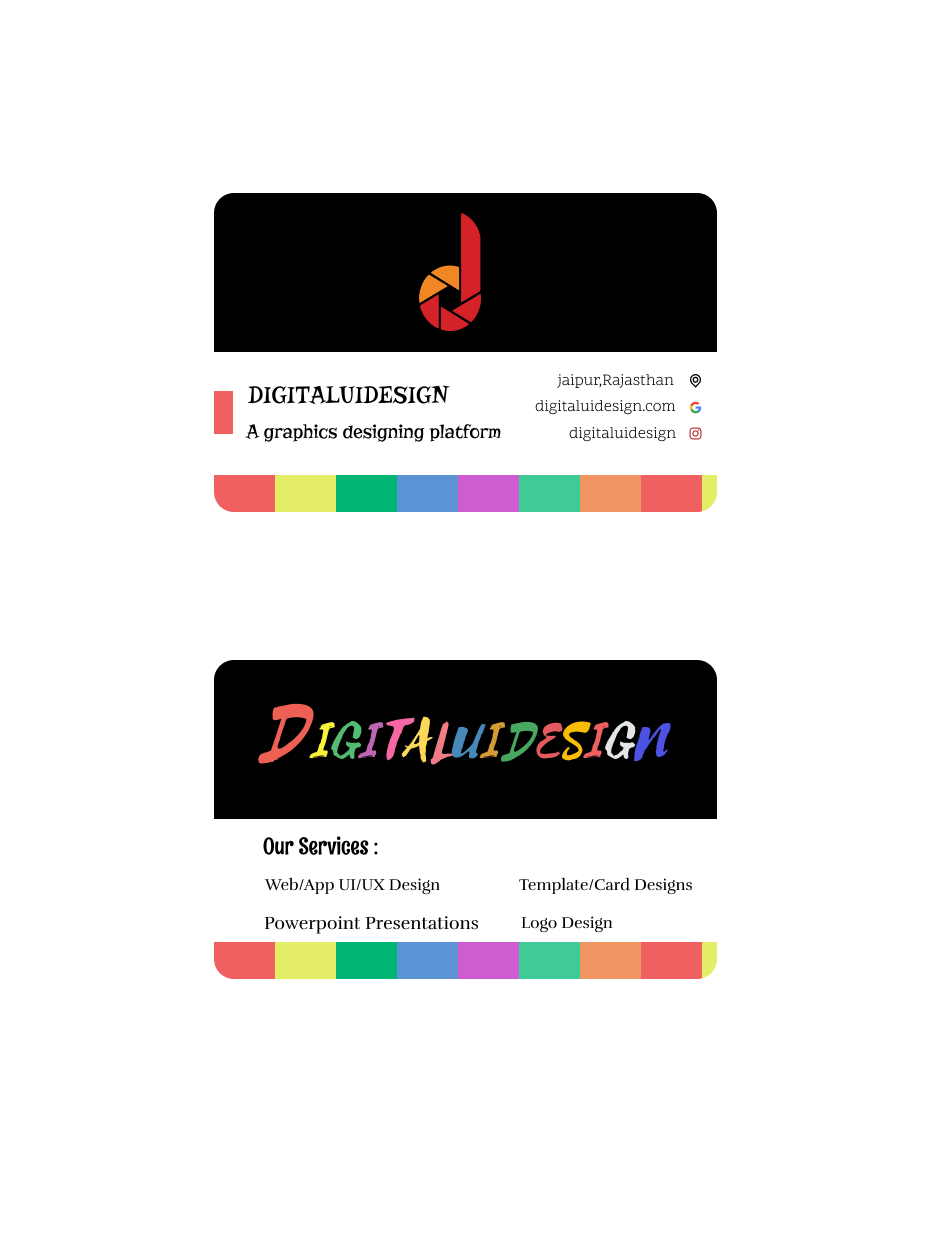 DIGITALUIDESIGN
A graphics designing platform
jaipur,Rajasthan
digitaluidesign.com
digitaluidesign
DIGITALUIDESIGN
Our Services :
Web/App UI/UX Design
Template/Card Designs
Powerpoint Presentations
Logo Design